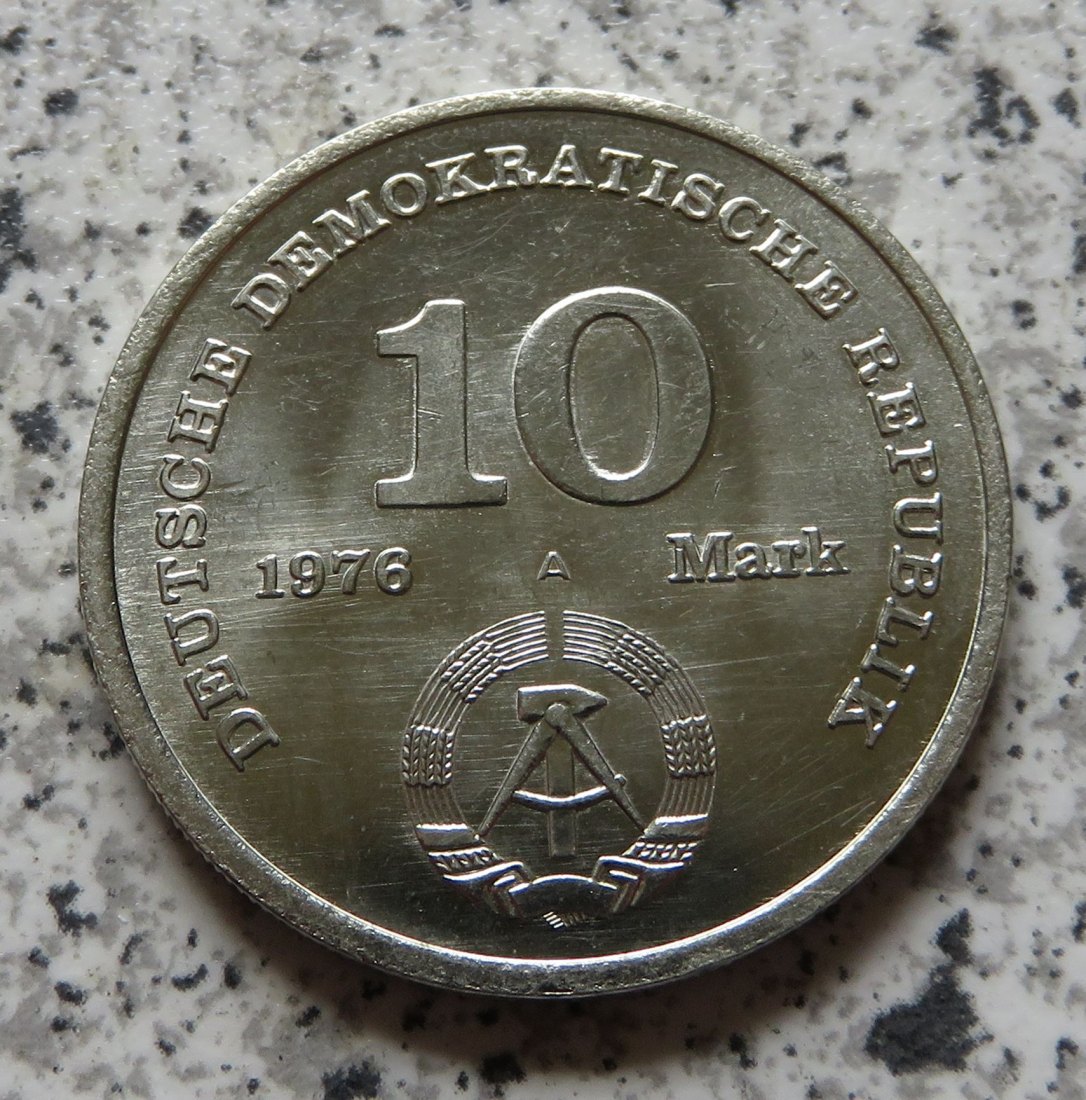 DEUTSCHE DEMOKRATISCHE REPUBLIK
10
1976 A Mark